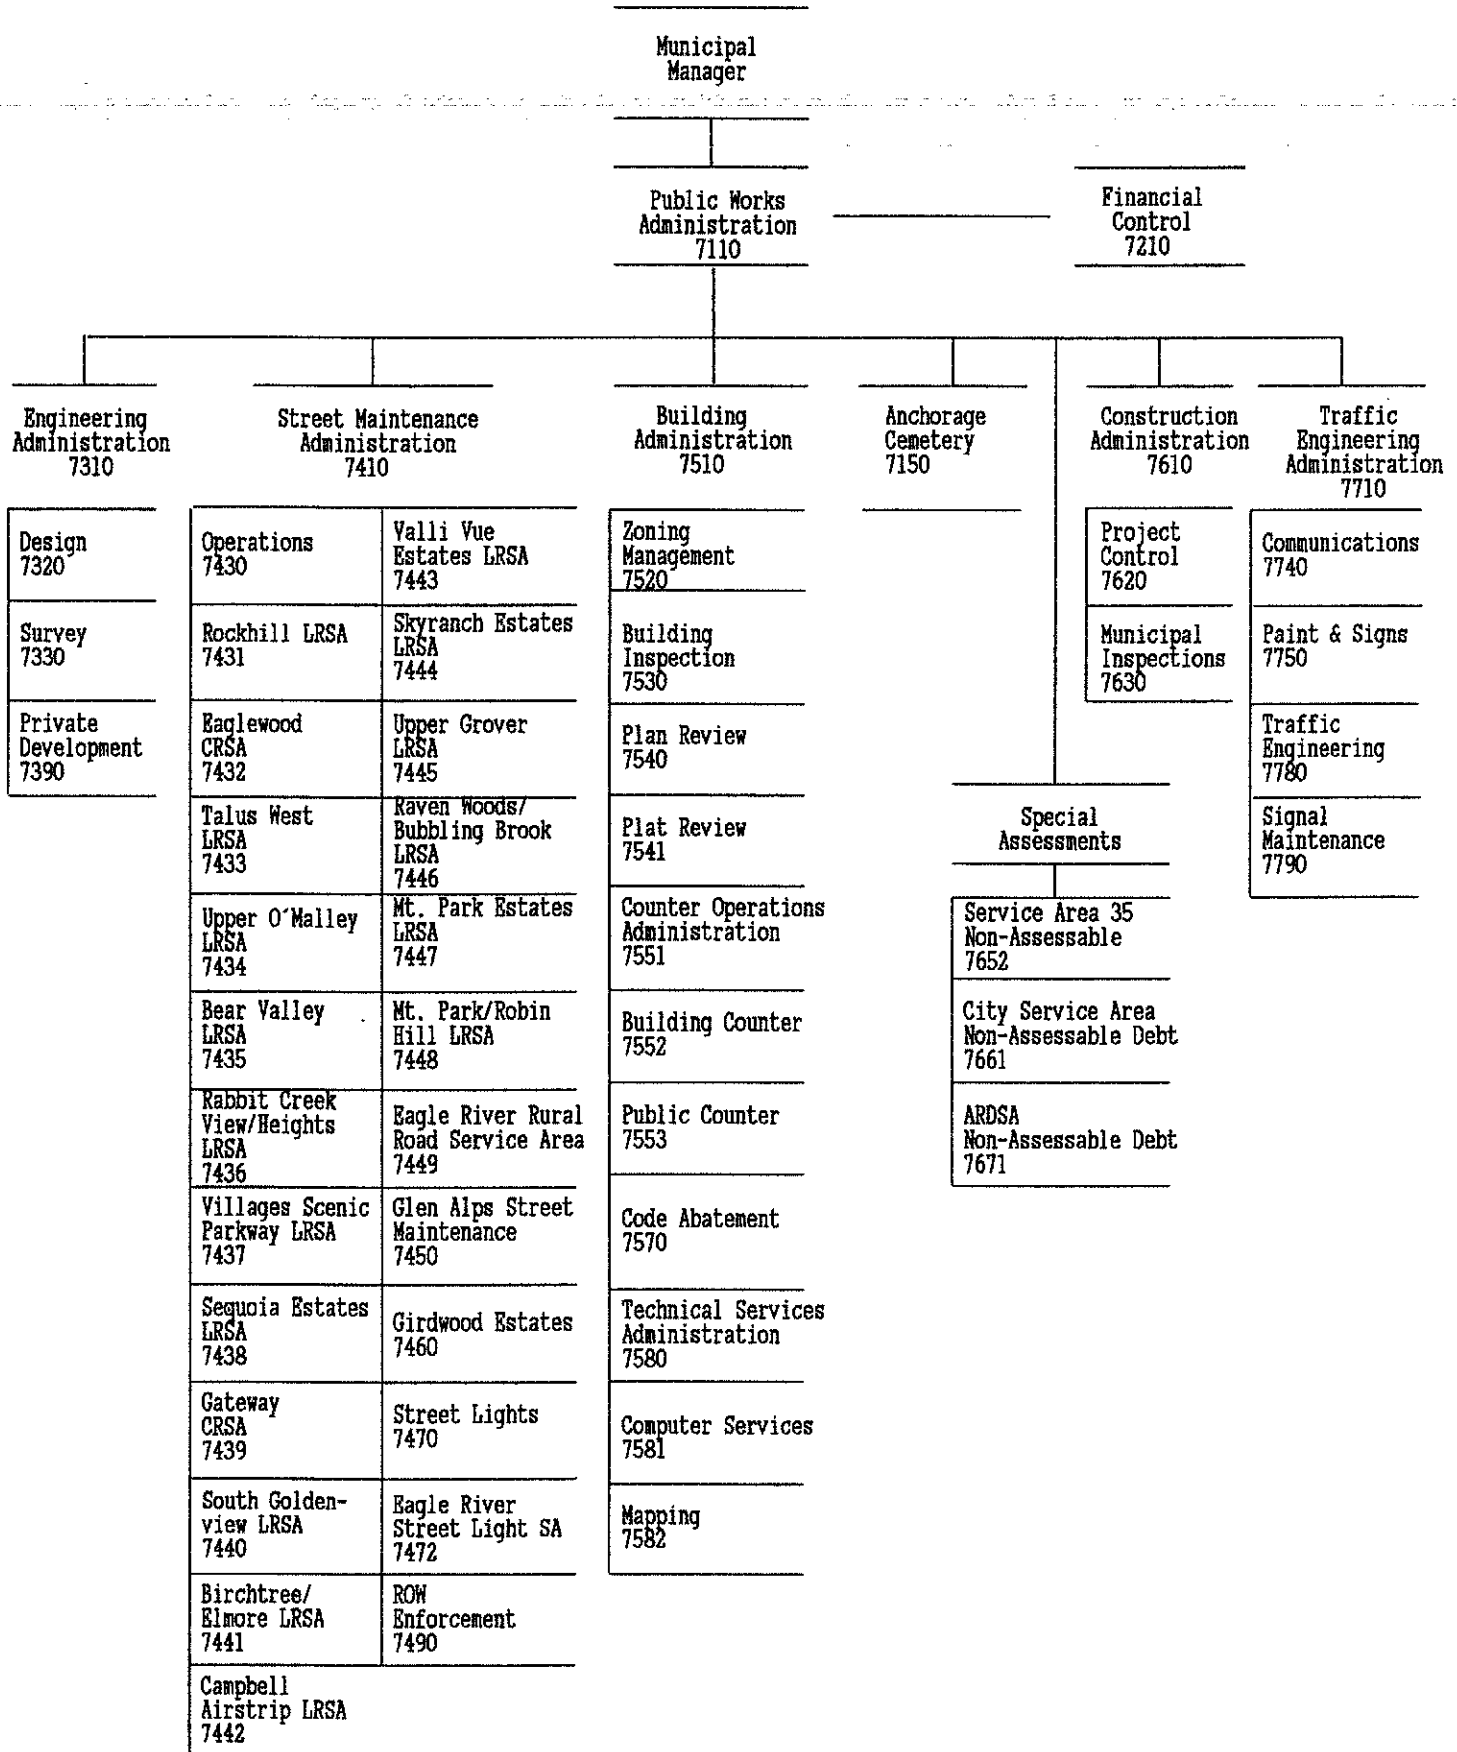 Municipal
Manager
Public Works
Administration
7110
Financial
Control
7210
Engineering
Administration
7310
Design
7320
Survey
7330
Private
Development
7390
Street Maintenance
Administration
7410
Operations
7430
Rockhill LRSA
7431
Eaglewood
CRSA
7432
Talus West
LRSA
7433
Upper O'Malley
LRSA
7434
Bear Valley
LRSA
7435
Rabbit Creek
View/Heights
LRSA
7436
Villages Scenic
Parkway LRSA
7437
Sequoia Estates
LRSA
7438
Gateway
CRSA
7439
South Golden-
view LRSA
7440
Birchtree/
Elmore LRSA
7441
Campbell
Airstrip LRSA
7442
Valli Vue
Estates LRSA
7443
Skyranch Estates
LRSA
7444
Upper Grover
LRSA
7445
Raven Woods/
Bubbling Brook
LRSA
7446
Mt. Park Estates
LRSA
7447
Mt. Park/Robin
Hill LRSA
7448
Eagle River Rural
Road Service Area
7449
Glen Alps Street
Maintenance
7450
Girdwood Estates
7460
Street Lights
7470
Eagle River
Street Light SA
7472
ROW
Enforcement
7490
Building
Administration
7510
Zoning
Management
7520
Building
Inspection
7530
Plan Review
7540
Plat Review
7541
Counter Operations
Administration
7551
Building Counter
7552
Public Counter
7553
Code Abatement
7570
Technical Services
Administration
7580
Computer Services
7581
Mapping
7582
Anchorage
Cemetery
7150
Special
Assessments
Service Area 35
Non-Assessable
7652
City Service Area
Non-Assessable Debt
7661
ARDSA
Non-Assessable Debt
7671
Construction
Administration
7610
Project
Control
7620
Municipal
Inspections
7630
Traffic
Engineering
Administration
7710
Communications
7740
Paint & Signs
7750
Traffic
Engineering
7780
Signal
Maintenance
7790